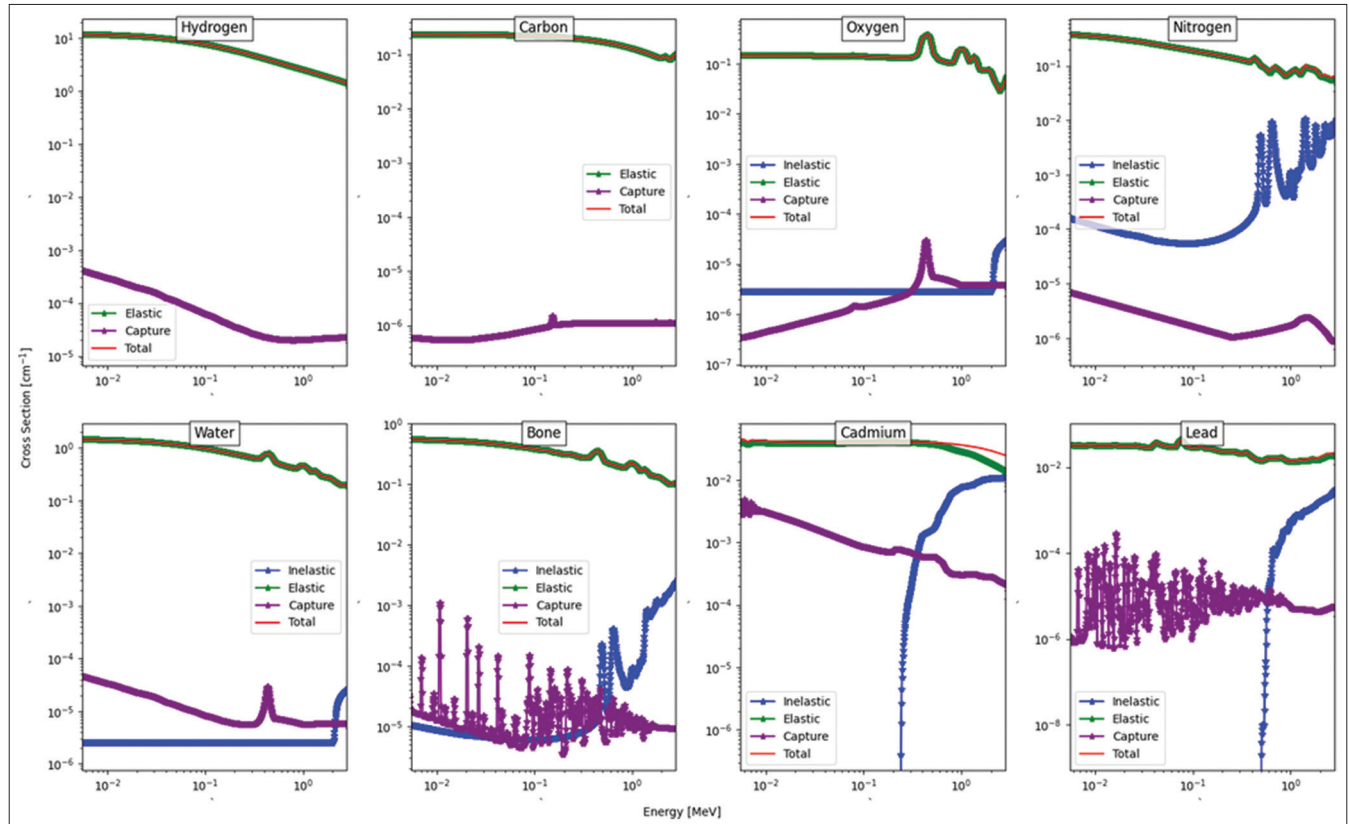 Hydrogen
10^1
10^0
10^-1
10^-2
10^-3
10^-4
10^-5
Elastic
Capture
Total
10^-2 10^-1 10^0
Carbon
10^-1
10^-2
10^-3
10^-4
10^-5
10^-6
Elastic
Capture
Total
10^-2 10^-1 10^0
Oxygen
10^-1
10^-2
10^-3
10^-4
10^-5
10^-6
10^-7
Inelastic
Elastic
Capture
Total
10^-2 10^-1 10^0
Nitrogen
10^0
10^-1
10^-2
10^-3
10^-4
10^-5
10^-6
Inelastic
Elastic
Capture
Total
10^-2 10^-1 10^0
Cross Section [cm^-1]
Water
10^0
10^-1
10^-2
10^-3
10^-4
10^-5
10^-6
Inelastic
Elastic
Capture
Total
10^-2 10^-1 10^0
Bone
10^0
10^-1
10^-2
10^-3
10^-4
10^-5
Inelastic
Elastic
Capture
Total
10^-2 10^-1 10^0
Cadmium
10^-2
10^-3
10^-4
10^-5
10^-6
Inelastic
Elastic
Capture
Total
10^-2 10^-1 10^0
Lead
10^-2
10^-4
10^-6
10^-8
Inelastic
Elastic
Capture
Total
10^-2 10^-1 10^0
Energy [MeV]